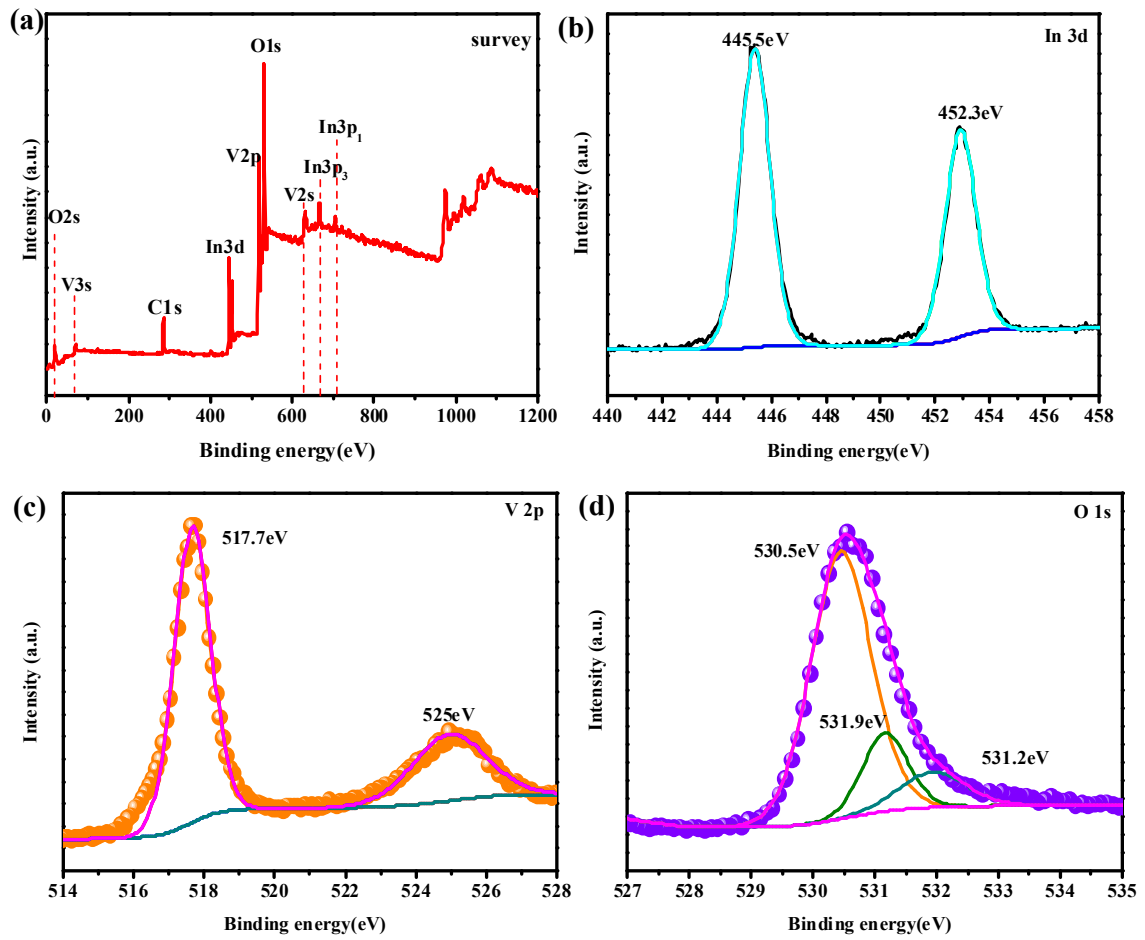 (a)
survey
O1s
V2p
In3p1
In3p3
V2s
O2s
In3d
V3s
C1s
Intensity (a.u.)
0 200 400 600 800 1000 1200
Binding energy(eV)
(b)
In 3d
445.5eV
452.3eV
Intensity (a.u.)
440 442 444 446 448 450 452 454 456 458
Binding energy(eV)
(c)
V 2p
517.7eV
525eV
Intensity (a.u.)
514 516 518 520 522 524 526 528
Binding energy(eV)
(d)
O 1s
530.5eV
531.9eV
531.2eV
Intensity (a.u.)
527 528 529 530 531 532 533 534 535
Binding energy(eV)